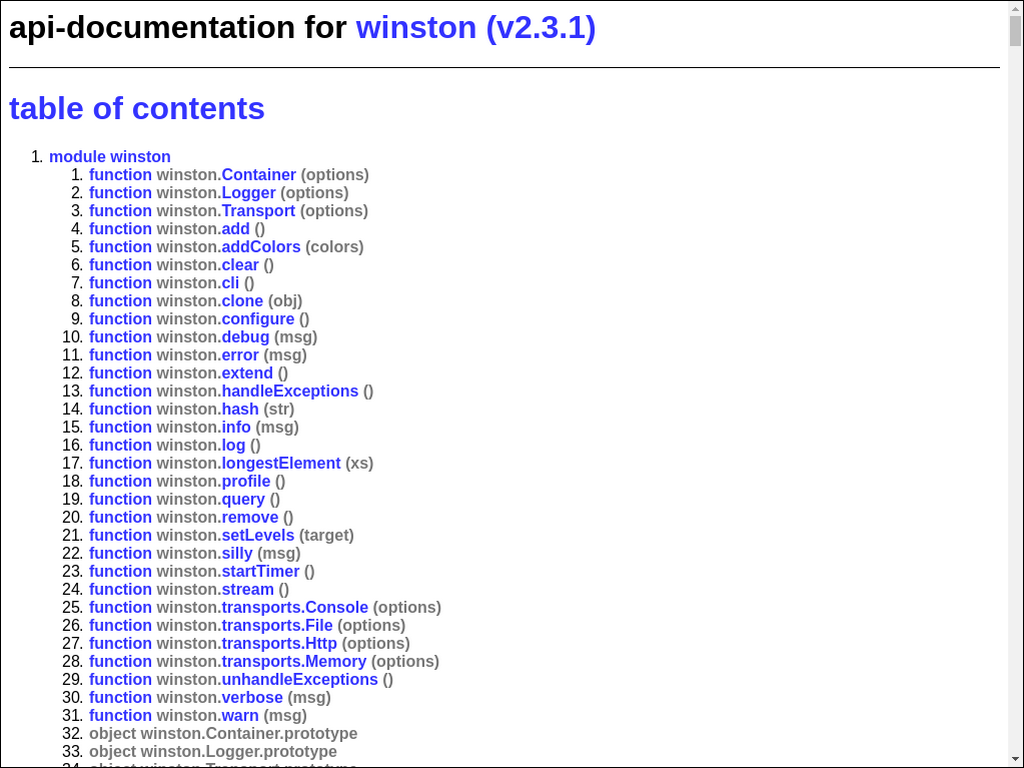 api-documentation for winston (v2.3.1)
table of contents
1. module winston
1. function winston.Container (options)
2. function winston.Logger (options)
3. function winston.Transport (options)
4. function winston.add ()
5. function winston.addColors (colors)
6. function winston.clear ()
7. function winston.cli ()
8. function winston.clone (obj)
9. function winston.configure ()
10. function winston.debug (msg)
11. function winston.error (msg)
12. function winston.extend ()
13. function winston.handleExceptions ()
14. function winston.hash (str)
15. function winston.info (msg)
16. function winston.log ()
17. function winston.longestElement (xs)
18. function winston.profile ()
19. function winston.query ()
20. function winston.remove ()
21. function winston.setLevels (target)
22. function winston.silly (msg)
23. function winston.startTimer ()
24. function winston.stream ()
25. function winston.transports.Console (options)
26. function winston.transports.File (options)
27. function winston.transports.Http (options)
28. function winston.transports.Memory (options)
29. function winston.unhandleExceptions ()
30. function winston.verbose (msg)
31. function winston.warn (msg)
32. object winston.Container.prototype
33. object winston.Logger.prototype
34. object winston.Transport.prototype